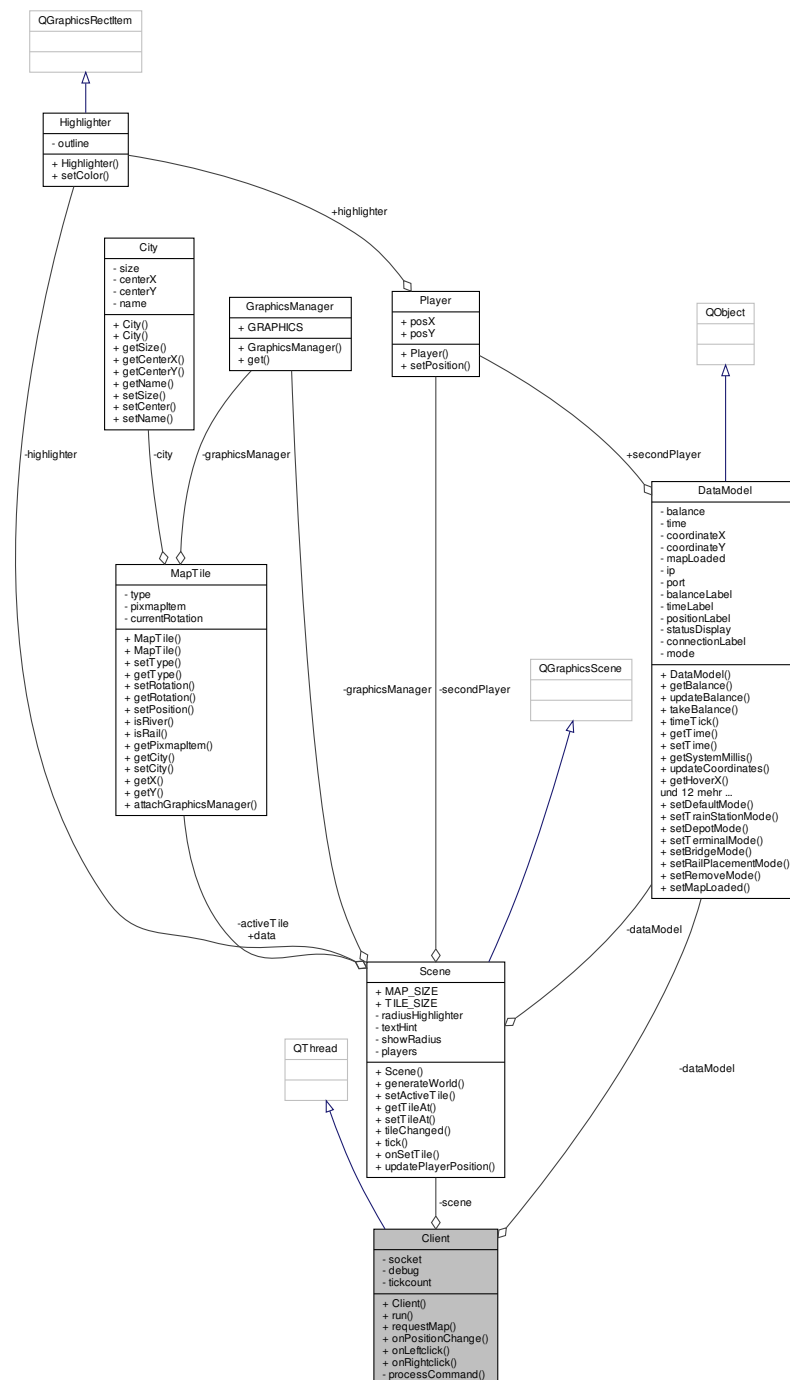 QGraphicsRectItem
Highlighter
- outline
+ Highlighter()
+ setColor()
+highlighter
City
- size
- centerX
- centerY
- name
+ City()
+ City()
+ getSize()
+ getCenterX()
+ getCenterY()
+ getName()
+ setSize()
+ setCenter()
+ setName()
GraphicsManager
+ GRAPHICS
+ GraphicsManager()
+ get()
Player
+ posX
+ posY
+ Player()
+ setPosition()
QObject
-highlighter
-city
-graphicsManager
+secondPlayer
DataModel
- balance
- time
- coordinateX
- coordinateY
- mapLoaded
- ip
- port
- balanceLabel
- timeLabel
- positionLabel
- statusDisplay
- connectionLabel
- mode
+ DataModel()
+ getBalance()
+ updateBalance()
+ takeBalance()
+ timeTick()
+ getTime()
+ setTime()
+ getSystemMillis()
+ updateCoordinates()
+ getHoverX()
und 12 mehr ...
+ setDefaultMode()
+ setTrainStationMode()
+ setDepotMode()
+ setTerminalMode()
+ setBridgeMode()
+ setRailPlacementMode()
+ setRemoveMode()
+ setMapLoaded()
MapTile
- type
- pixmapItem
- currentRotation
+ MapTile()
+ MapTile()
+ setType()
+ getType()
+ setRotation()
+ getRotation()
+ setPosition()
+ isRiver()
+ isRail()
+ getPixmapItem()
+ getCity()
+ setCity()
+ getX()
+ getY()
+ attachGraphicsManager()
-graphicsManager
-secondPlayer
QGraphicsScene
-activeTile
+data
-dataModel
Scene
+ MAP_SIZE
+ TILE_SIZE
- radiusHighlighter
- textHint
- showRadius
- players
+ Scene()
+ generateWorld()
+ setActiveTile()
+ getTileAt()
+ setTileAt()
+ tileChanged()
+ tick()
+ onSetTile()
+ updatePlayerPosition()
QThread
-dataModel
-scene
Client
- socket
- debug
- tickcount
+ Client()
+ run()
+ requestMap()
+ onPositionChange()
+ onLeftclick()
+ onRightclick()
- processCommand()